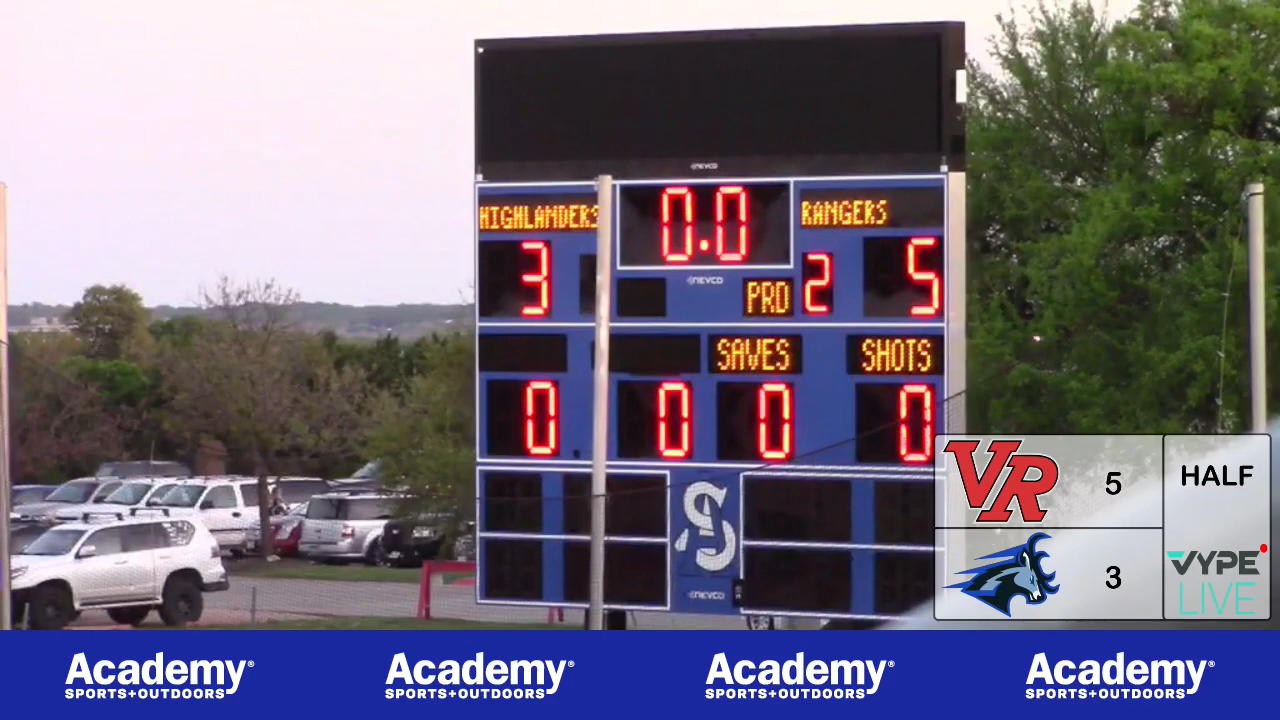 NEVCO
HIGHLANDERS 0.0 RANGERS
3 NEVCO PRD 2 5
SAVES SHOTS
0 0 0 0
S
NEVCO
VR 5 HALF
3 VYPE
LIVE
Academy Academy Academy Academy
SPORTS+OUTDOORS SPORTS+OUTDOORS SPORTS+OUTDOORS SPORTS+OUTDOORS